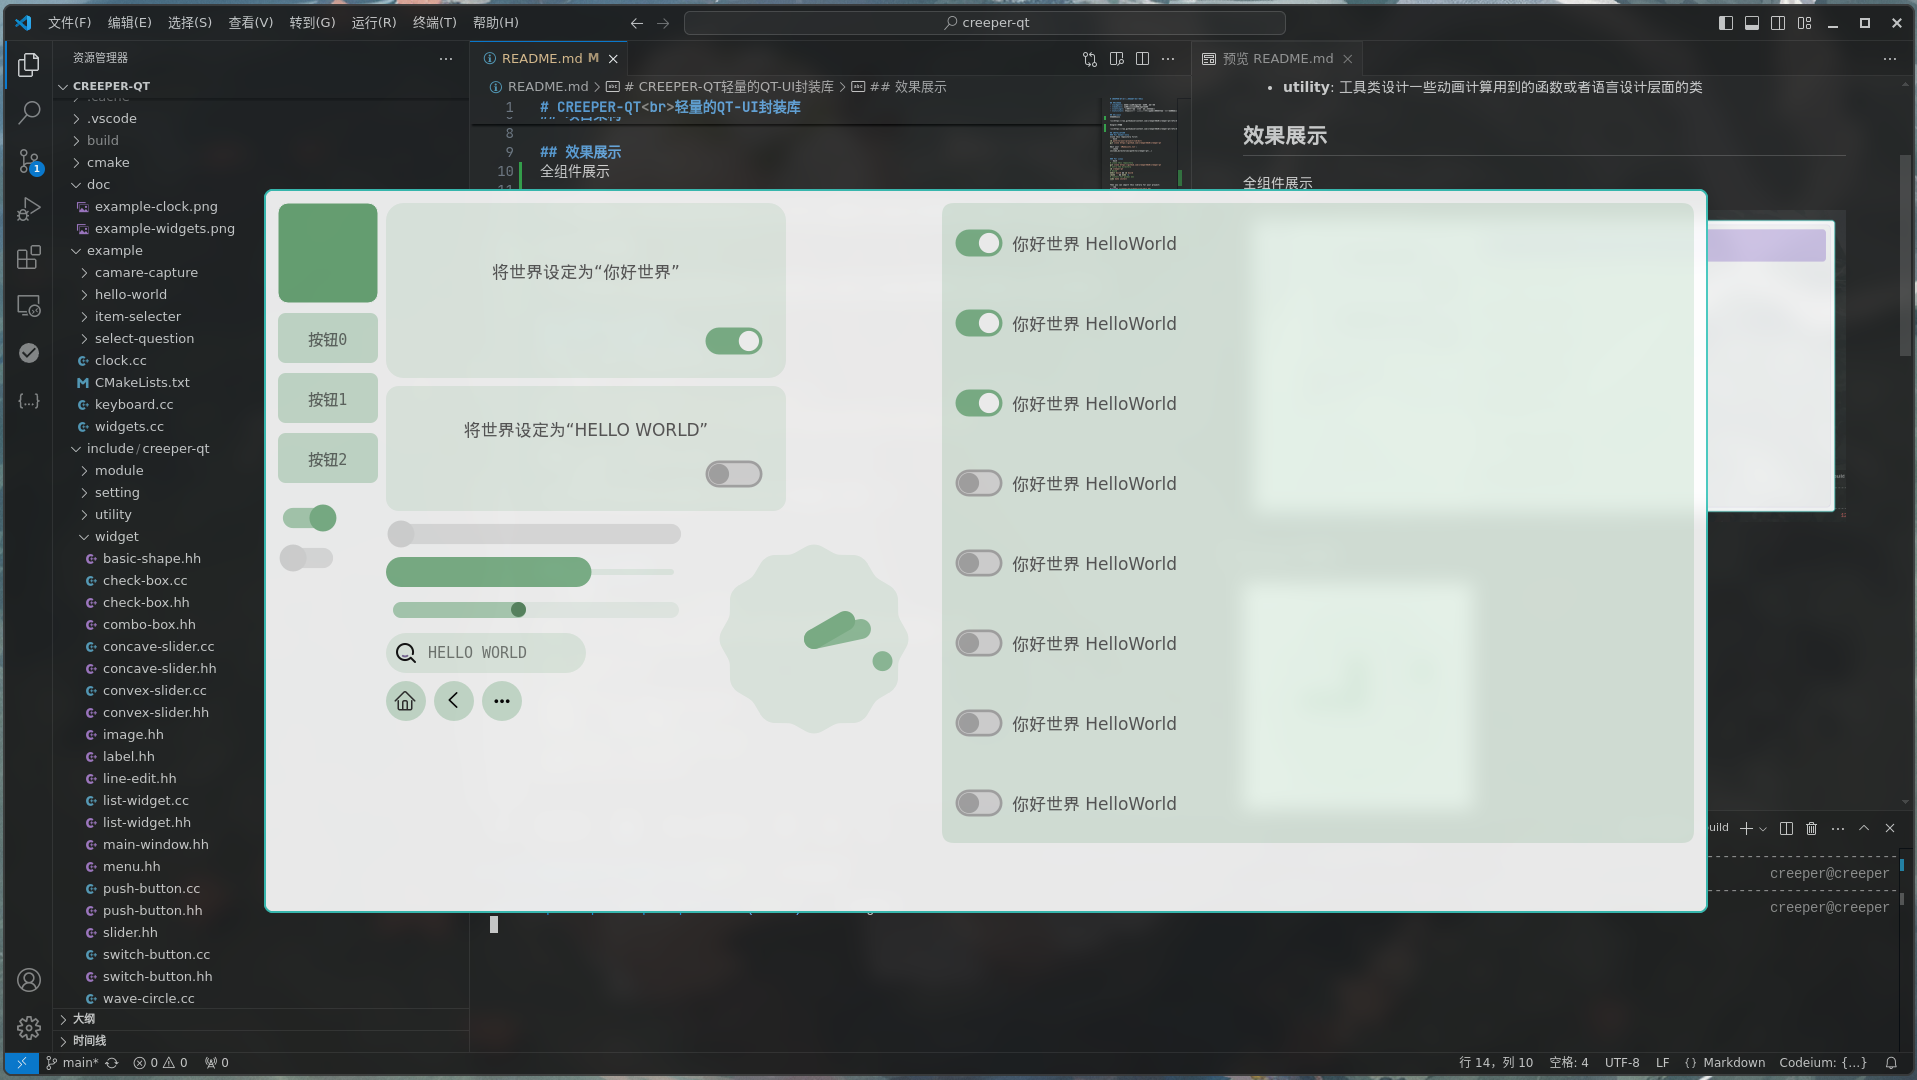 文件(F) 编辑(E) 选择(S) 查看(V) 转到(G) 运行(R) 终端(T) 帮助(H)
creeper-qt
资源管理器
CREEPER-QT
.vscode
build
cmake
doc
example-clock.png
example-widgets.png
example
camare-capture
hello-world
item-selecter
select-question
clock.cc
CMakeLists.txt
keyboard.cc
widgets.cc
include/creeper-qt
module
setting
utility
widget
basic-shape.hh
check-box.cc
check-box.hh
combo-box.hh
concave-slider.cc
concave-slider.hh
convex-slider.cc
convex-slider.hh
image.hh
label.hh
line-edit.hh
list-widget.cc
list-widget.hh
main-window.hh
menu.hh
push-button.cc
push-button.hh
slider.hh
switch-button.cc
switch-button.hh
wave-circle.cc
大纲
时间线
1
README.md M
README.md > # CREEPER-QT轻量的QT-UI封装库 > ## 效果展示
1 # CREEPER-QT<br>轻量的QT-UI封装库
8
9 ## 效果展示
10 全组件展示
预览 README.md
• utility: 工具类设计一些动画计算用到的函数或者语言设计层面的类
效果展示
全组件展示
按钮0
按钮1
按钮2
将世界设定为“你好世界”
将世界设定为“HELLO WORLD”
HELLO WORLD
你好世界 HelloWorld
你好世界 HelloWorld
你好世界 HelloWorld
你好世界 HelloWorld
你好世界 HelloWorld
你好世界 HelloWorld
你好世界 HelloWorld
你好世界 HelloWorld
uild
creeper@creeper
creeper@creeper
main* 0 0 0
行 14，列 10 空格: 4 UTF-8 LF {} Markdown Codeium: {...}